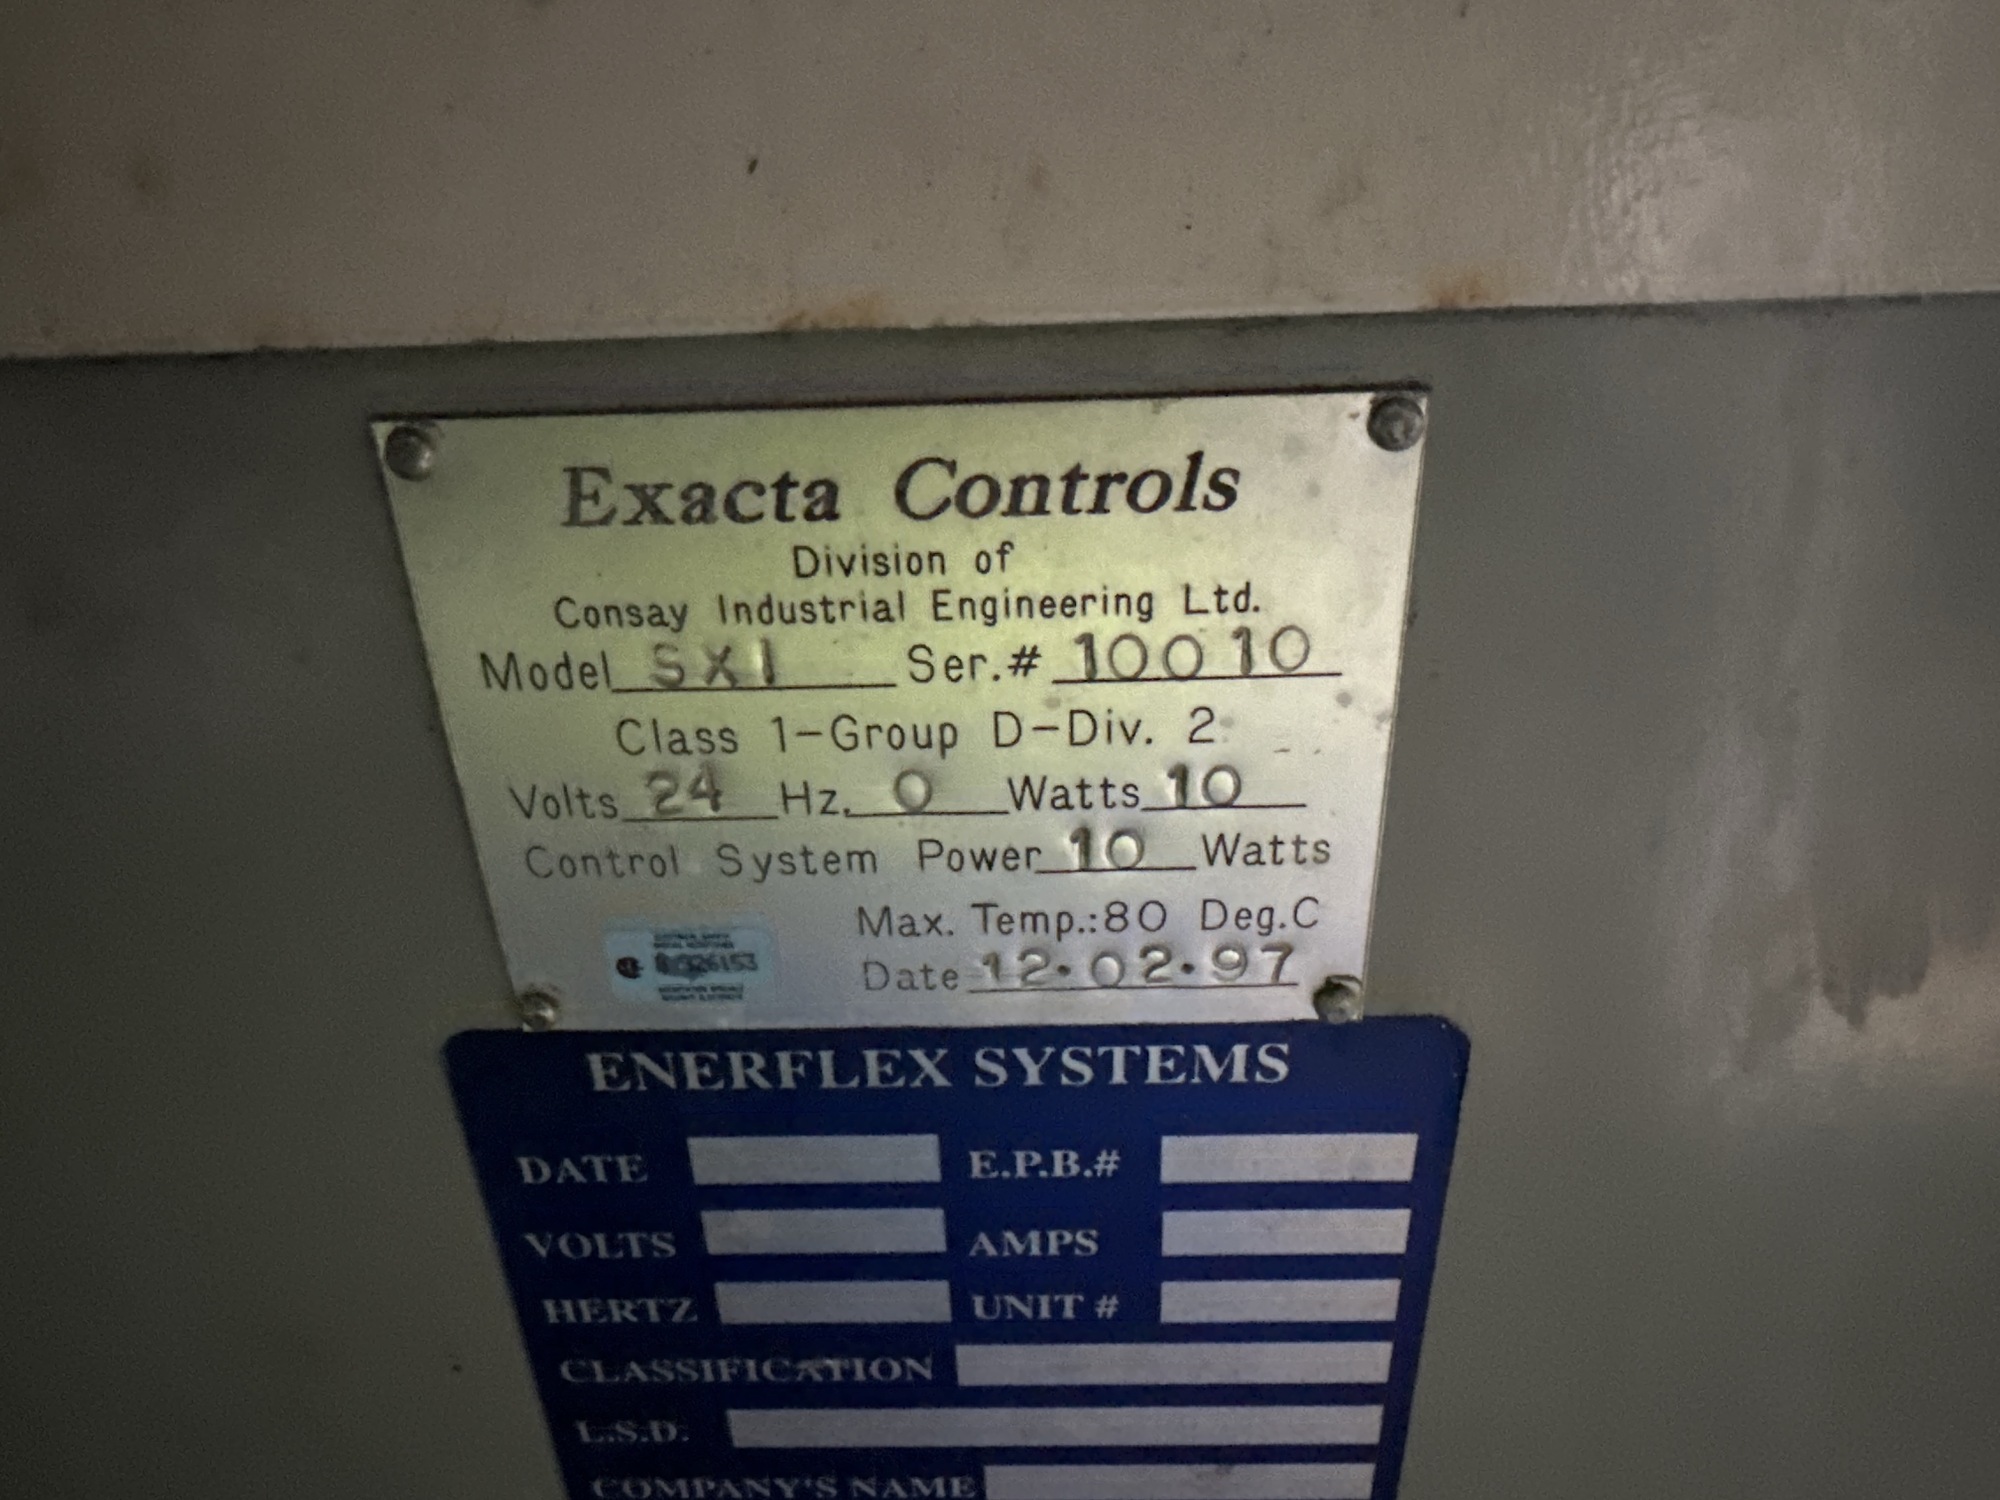 Exacta Controls
Division of
Consay Industrial Engineering Ltd.
Model SX1 Ser.# 10010
Class 1-Group D-Div. 2
Volts 24 Hz. 0 Watts 10
Control System Power 10 Watts
Max. Temp.:80 Deg.C
Date 12.02.97
ENERFLEX SYSTEMS
DATE E.P.B.#
VOLTS AMPS
HERTZ UNIT #
CLASSIFICATION
L.S.D.
COMPANY'S NAME